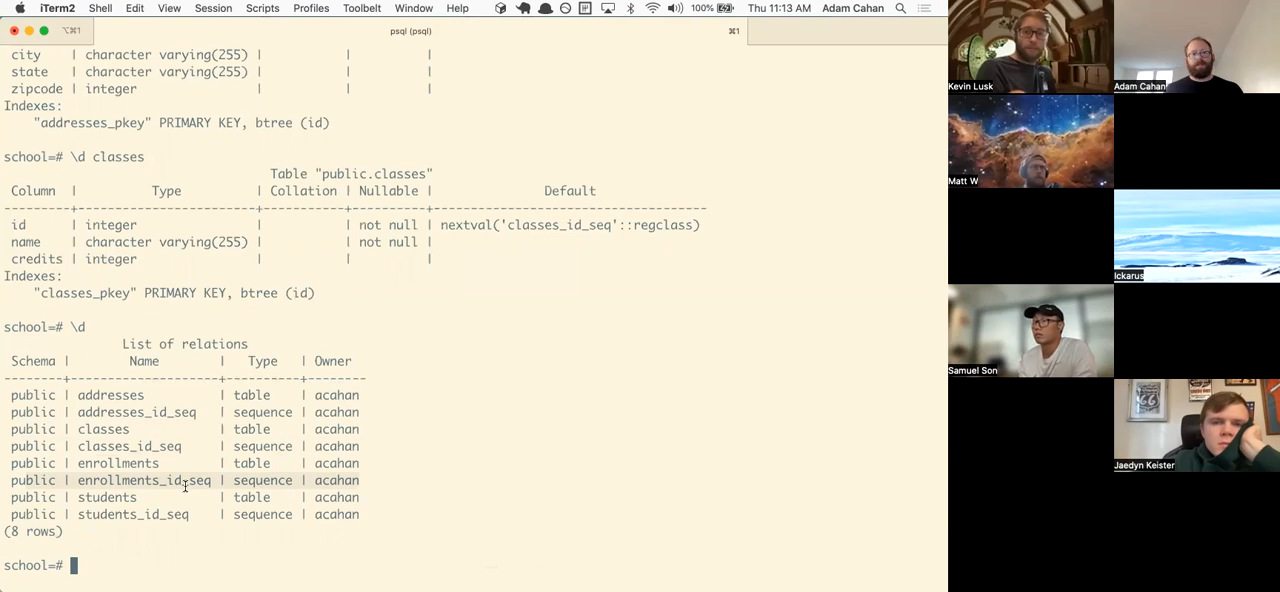 iTerm2 Shell Edit View Session Scripts Profiles Toolbelt Window Help 100% Thu 11:13 AM Adam Cahan
⌥⌘1 psql (psql) ⌘1
city | character varying(255) | | |
state | character varying(255) | | |
zipcode | integer | | |
Indexes:
"addresses_pkey" PRIMARY KEY, btree (id)
school=# \d classes
Table "public.classes"
Column | Type | Collation | Nullable | Default
---------+------------------------+-----------+----------+-------------------------------------
id | integer | | not null | nextval('classes_id_seq'::regclass)
name | character varying(255) | | not null |
credits | integer | | |
Indexes:
"classes_pkey" PRIMARY KEY, btree (id)
school=# \d
List of relations
Schema | Name | Type | Owner
--------+--------------------+----------+--------
public | addresses | table | acahan
public | addresses_id_seq | sequence | acahan
public | classes | table | acahan
public | classes_id_seq | sequence | acahan
public | enrollments | table | acahan
public | enrollments_id_seq | sequence | acahan
public | students | table | acahan
public | students_id_seq | sequence | acahan
(8 rows)
school=#
Kevin Lusk
Adam Cahan
Matt W
Ickarus
Samuel Son
Jaedyn Keister